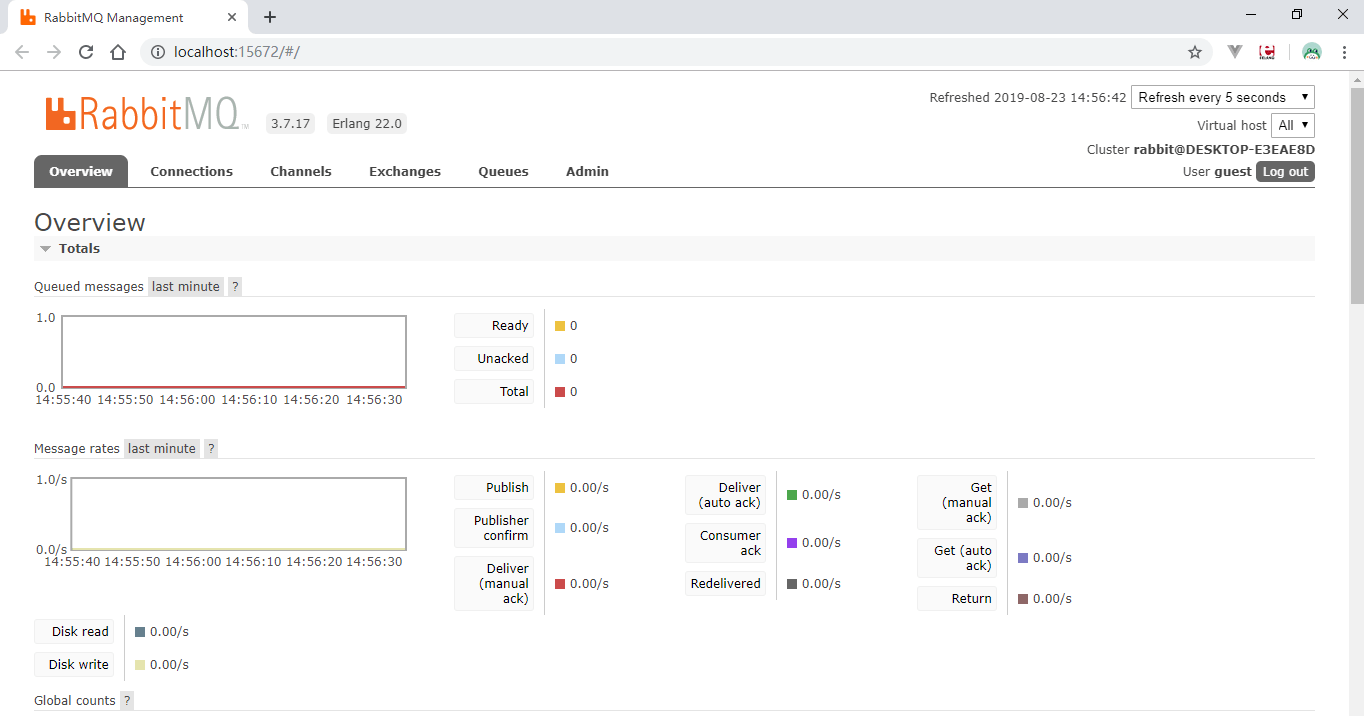 RabbitMQ Management
localhost:15672/#/
RabbitMQ™ 3.7.17 Erlang 22.0
Refreshed 2019-08-23 14:56:42 Refresh every 5 seconds
Virtual host All
Cluster rabbit@DESKTOP-E3EAE8D
User guest Log out
Overview Connections Channels Exchanges Queues Admin
Overview
Totals
Queued messages last minute ?
1.0
0.0
14:55:40 14:55:50 14:56:00 14:56:10 14:56:20 14:56:30
Ready 0
Unacked 0
Total 0
Message rates last minute ?
1.0/s
0.0/s
14:55:40 14:55:50 14:56:00 14:56:10 14:56:20 14:56:30
Publish 0.00/s
Publisher
confirm 0.00/s
Deliver
(manual 0.00/s
ack)
Deliver
(auto ack) 0.00/s
Consumer
ack 0.00/s
Redelivered 0.00/s
Get
(manual 0.00/s
ack)
Get (auto
ack) 0.00/s
Return 0.00/s
Disk read 0.00/s
Disk write 0.00/s
Global counts ?